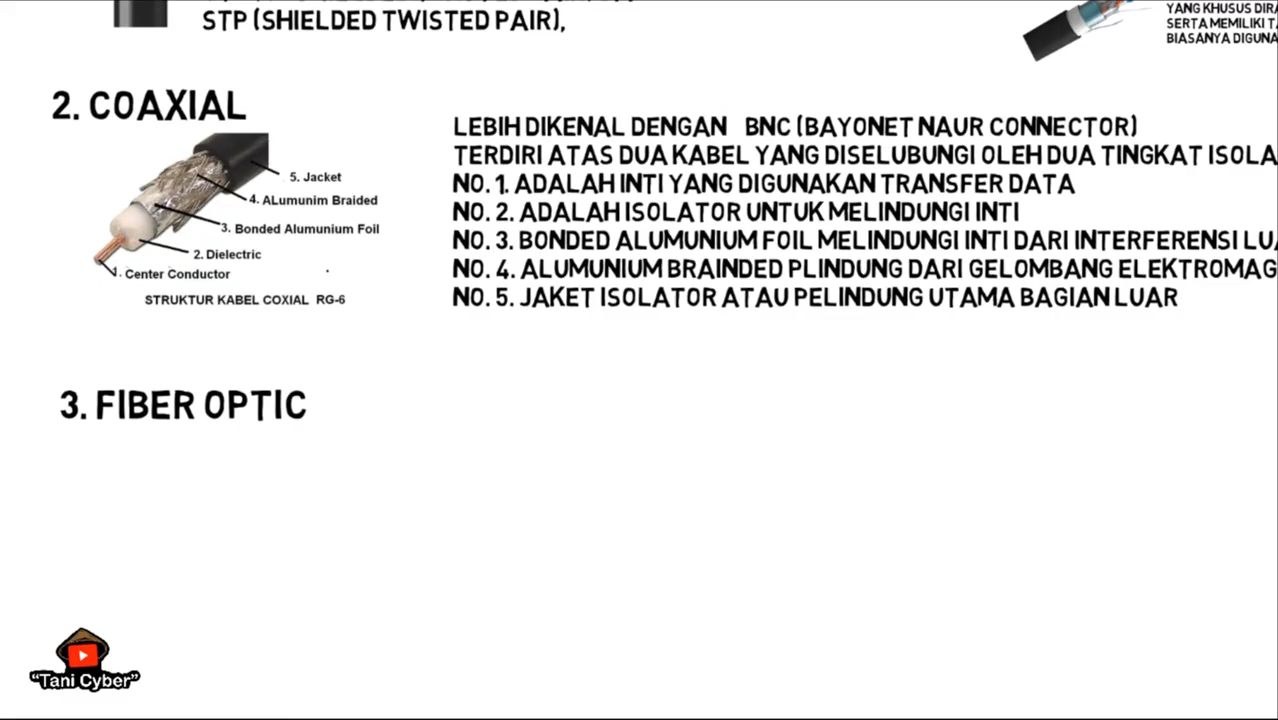 STP (SHIELDED TWISTED PAIR),
YANG KHUSUS DIRA
SERTA MEMILIKI TA
BIASANYA DIGUNA
2. COAXIAL
5. Jacket
4. ALumunim Braided
3. Bonded Alumunium Foil
2. Dielectric
1. Center Conductor
STRUKTUR KABEL COXIAL RG-6
LEBIH DIKENAL DENGAN BNC (BAYONET NAUR CONNECTOR)
TERDIRI ATAS DUA KABEL YANG DISELUBUNGI OLEH DUA TINGKAT ISOLA
NO. 1. ADALAH INTI YANG DIGUNAKAN TRANSFER DATA
NO. 2. ADALAH ISOLATOR UNTUK MELINDUNGI INTI
NO. 3. BONDED ALUMUNIUM FOIL MELINDUNGI INTI DARI INTERFERENSI LU
NO. 4. ALUMUNIUM BRAINDED PLINDUNG DARI GELOMBANG ELEKTROMAG
NO. 5. JAKET ISOLATOR ATAU PELINDUNG UTAMA BAGIAN LUAR
3. FIBER OPTIC
"Tani Cyber"